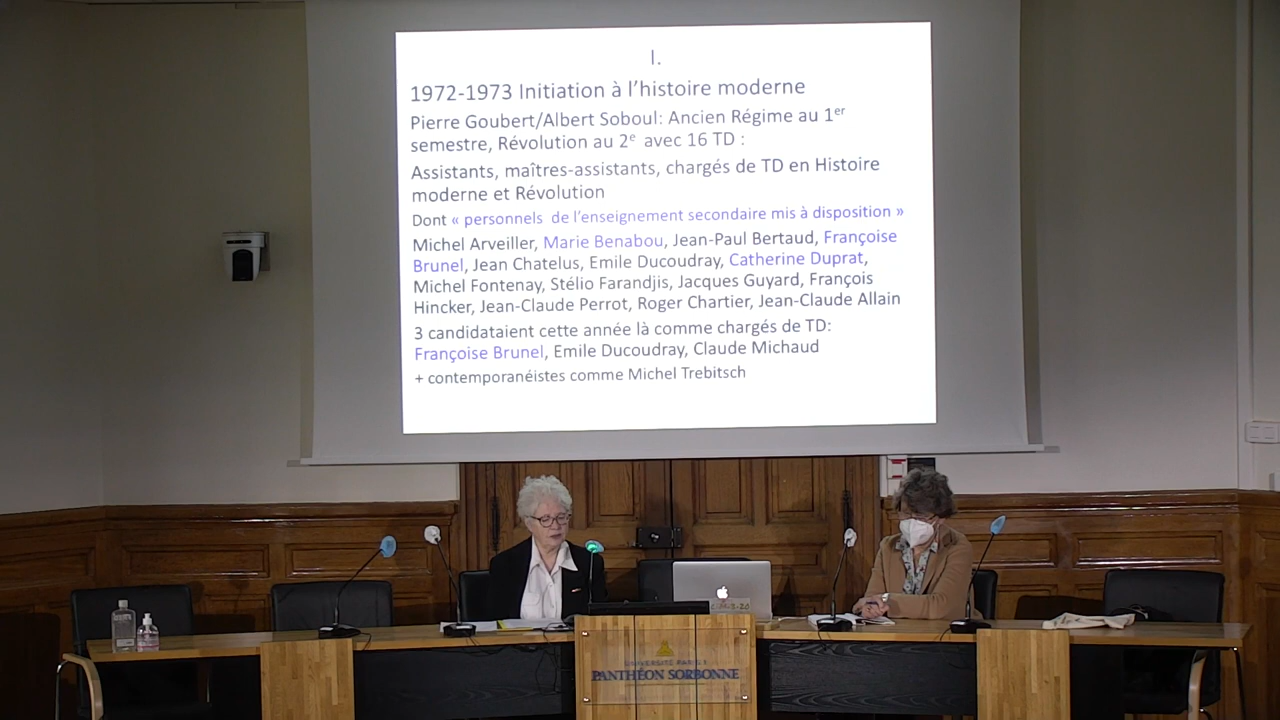 I.
1972-1973 Initiation à l'histoire moderne
Pierre Goubert/Albert Soboul: Ancien Régime au 1er
semestre, Révolution au 2e avec 16 TD :
Assistants, maîtres-assistants, chargés de TD en Histoire
moderne et Révolution
Dont « personnels de l'enseignement secondaire mis à disposition »
Michel Arveiller, Marie Benabou, Jean-Paul Bertaud, Françoise
Brunel, Jean Chatelus, Emile Ducoudray, Catherine Duprat,
Michel Fontenay, Stélio Farandjis, Jacques Guyard, François
Hincker, Jean-Claude Perrot, Roger Chartier, Jean-Claude Allain
3 candidataient cette année là comme chargés de TD:
Françoise Brunel, Emile Ducoudray, Claude Michaud
+ contemporanéistes comme Michel Trebitsch
UNIVERSITÉ PARIS 1
PANTHÉON SORBONNE